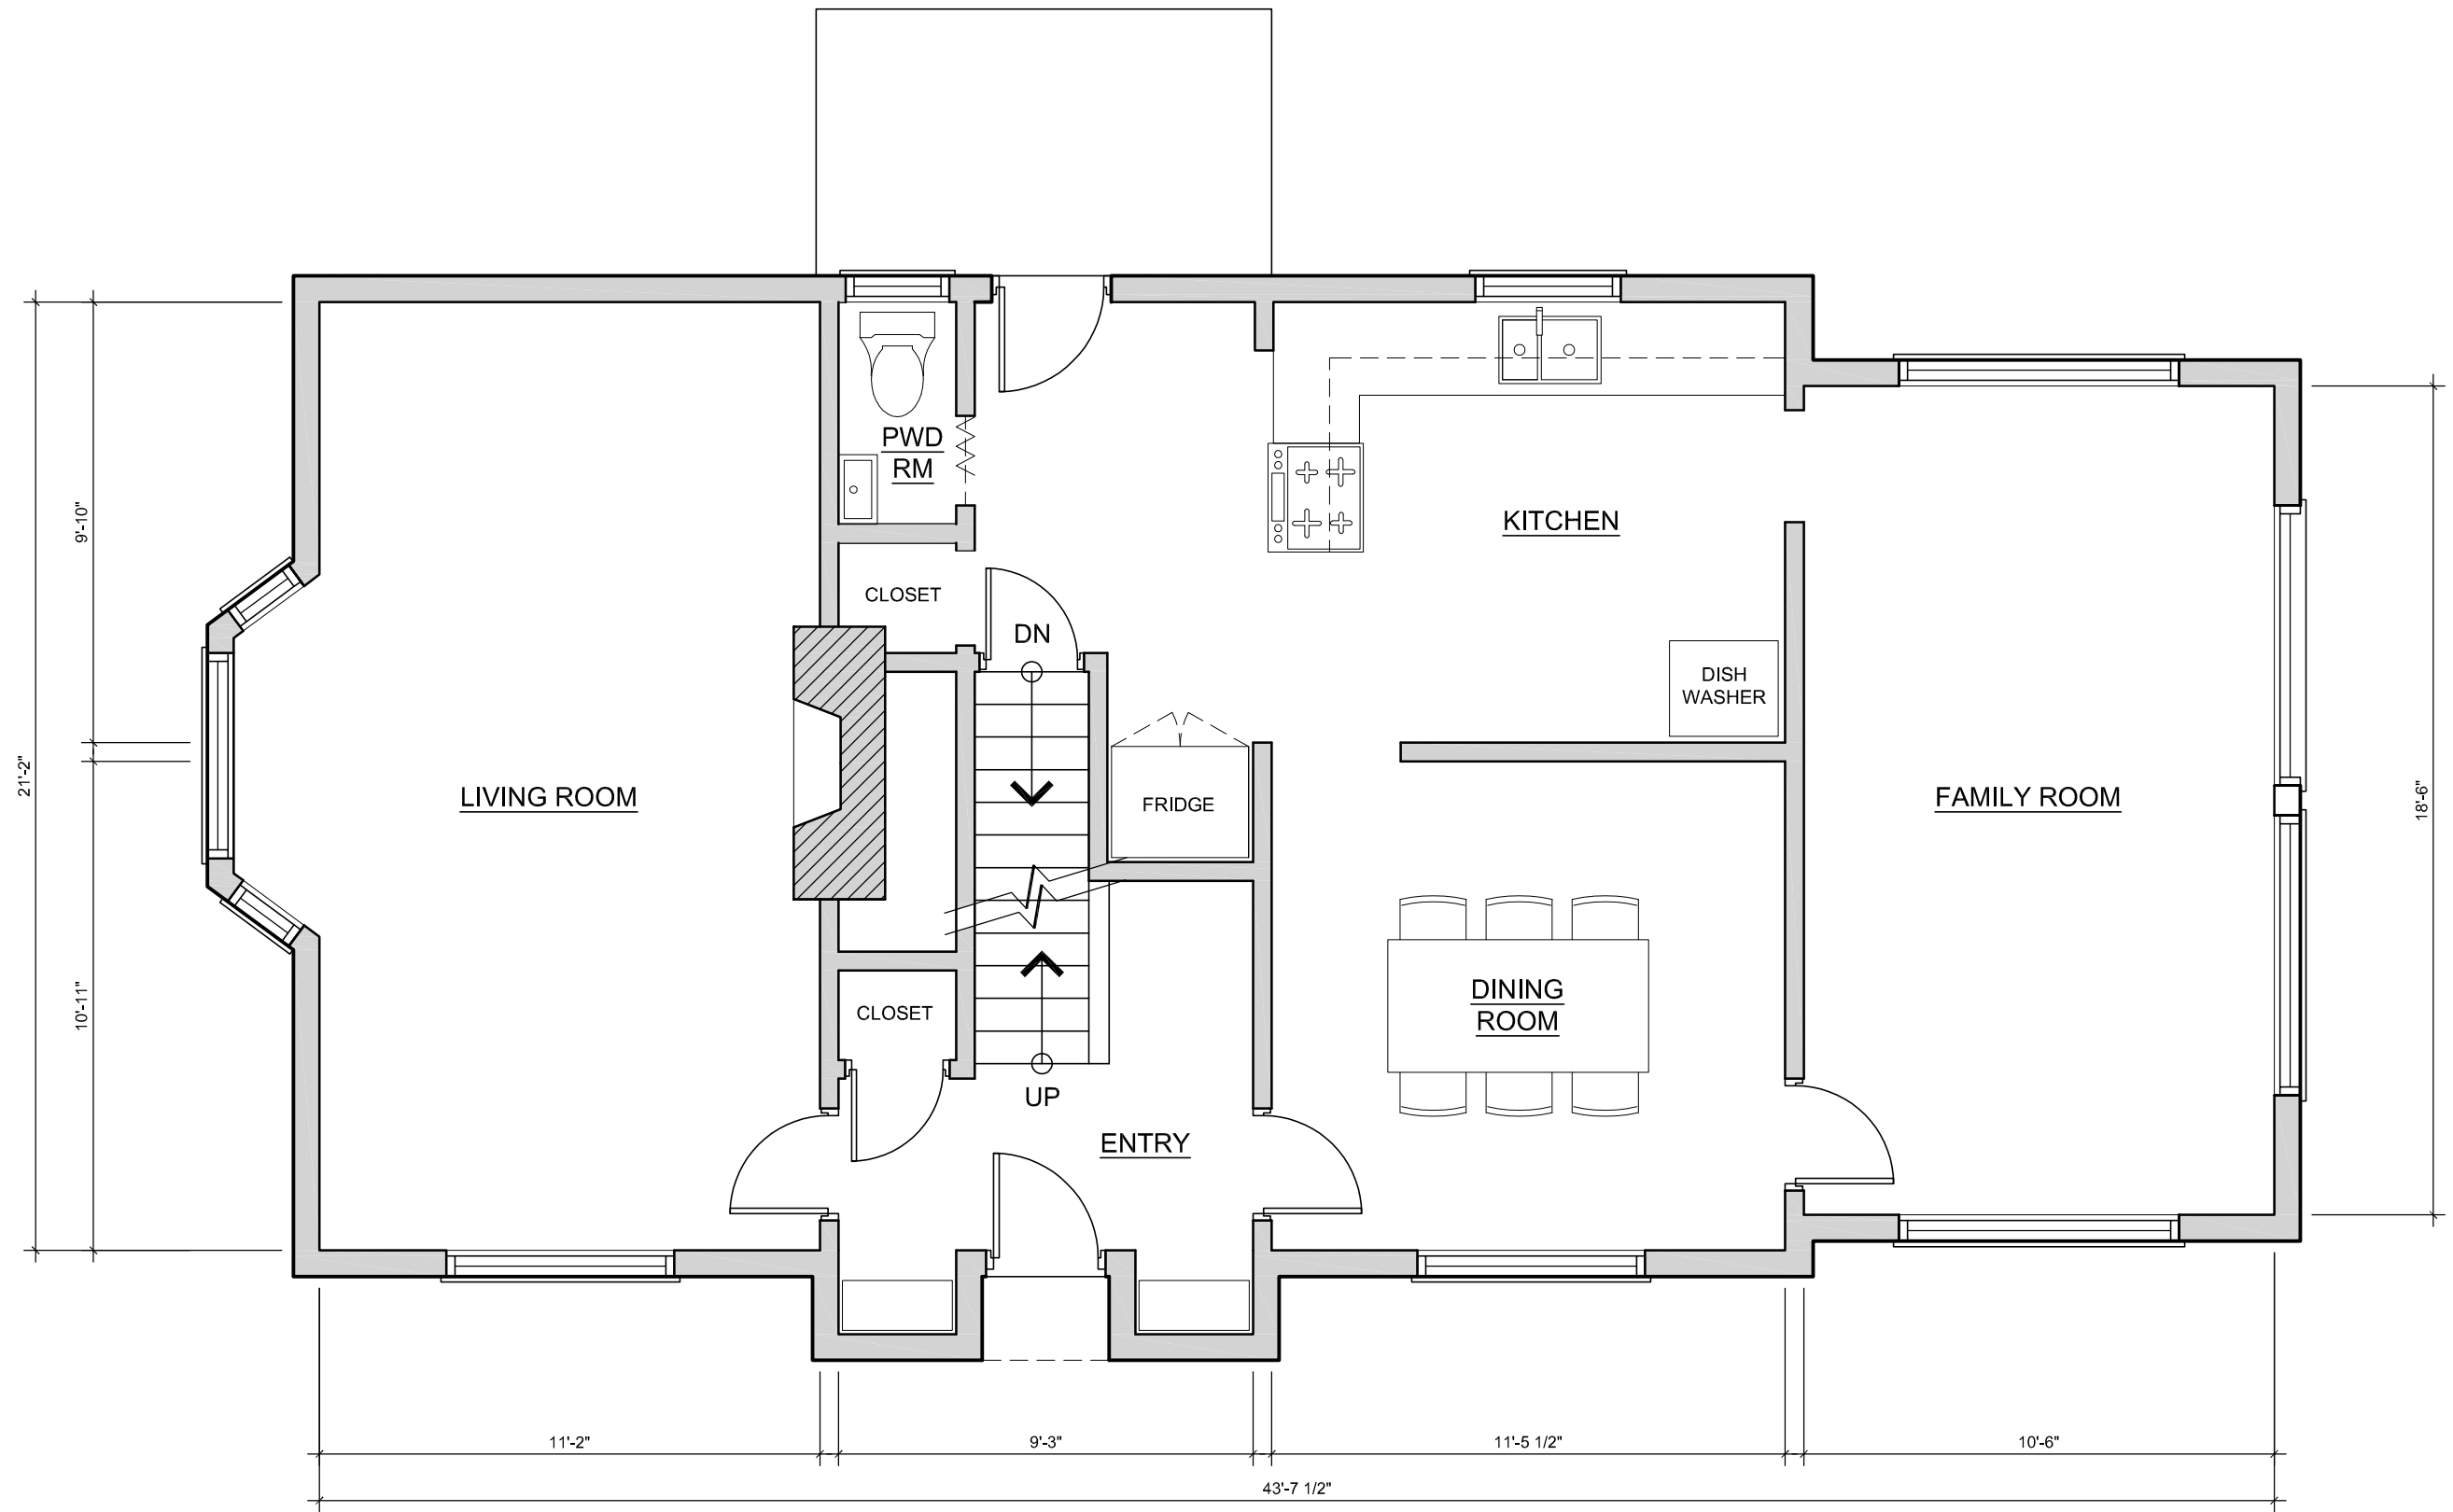 PWD
RM
KITCHEN
CLOSET
DN
DISH
WASHER
FRIDGE
LIVING ROOM
FAMILY ROOM
DINING
ROOM
CLOSET
UP
ENTRY
9'-10"
21'-2"
10'-11"
18'-6"
11'-2"
9'-3"
11'-5 1/2"
10'-6"
43'-7 1/2"